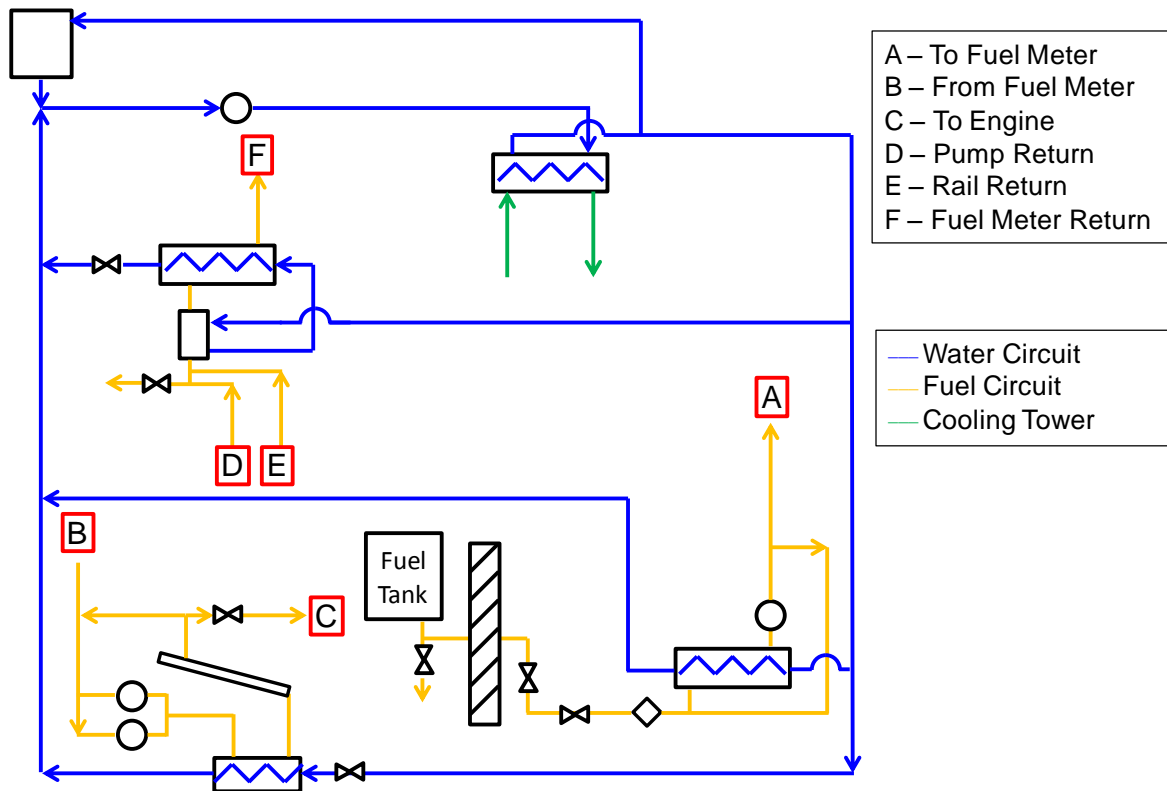 A – To Fuel Meter
B – From Fuel Meter
C – To Engine
D – Pump Return
E – Rail Return
F – Fuel Meter Return
F
Water Circuit
Fuel Circuit
Cooling Tower
A
D
E
B
Fuel
Tank
C